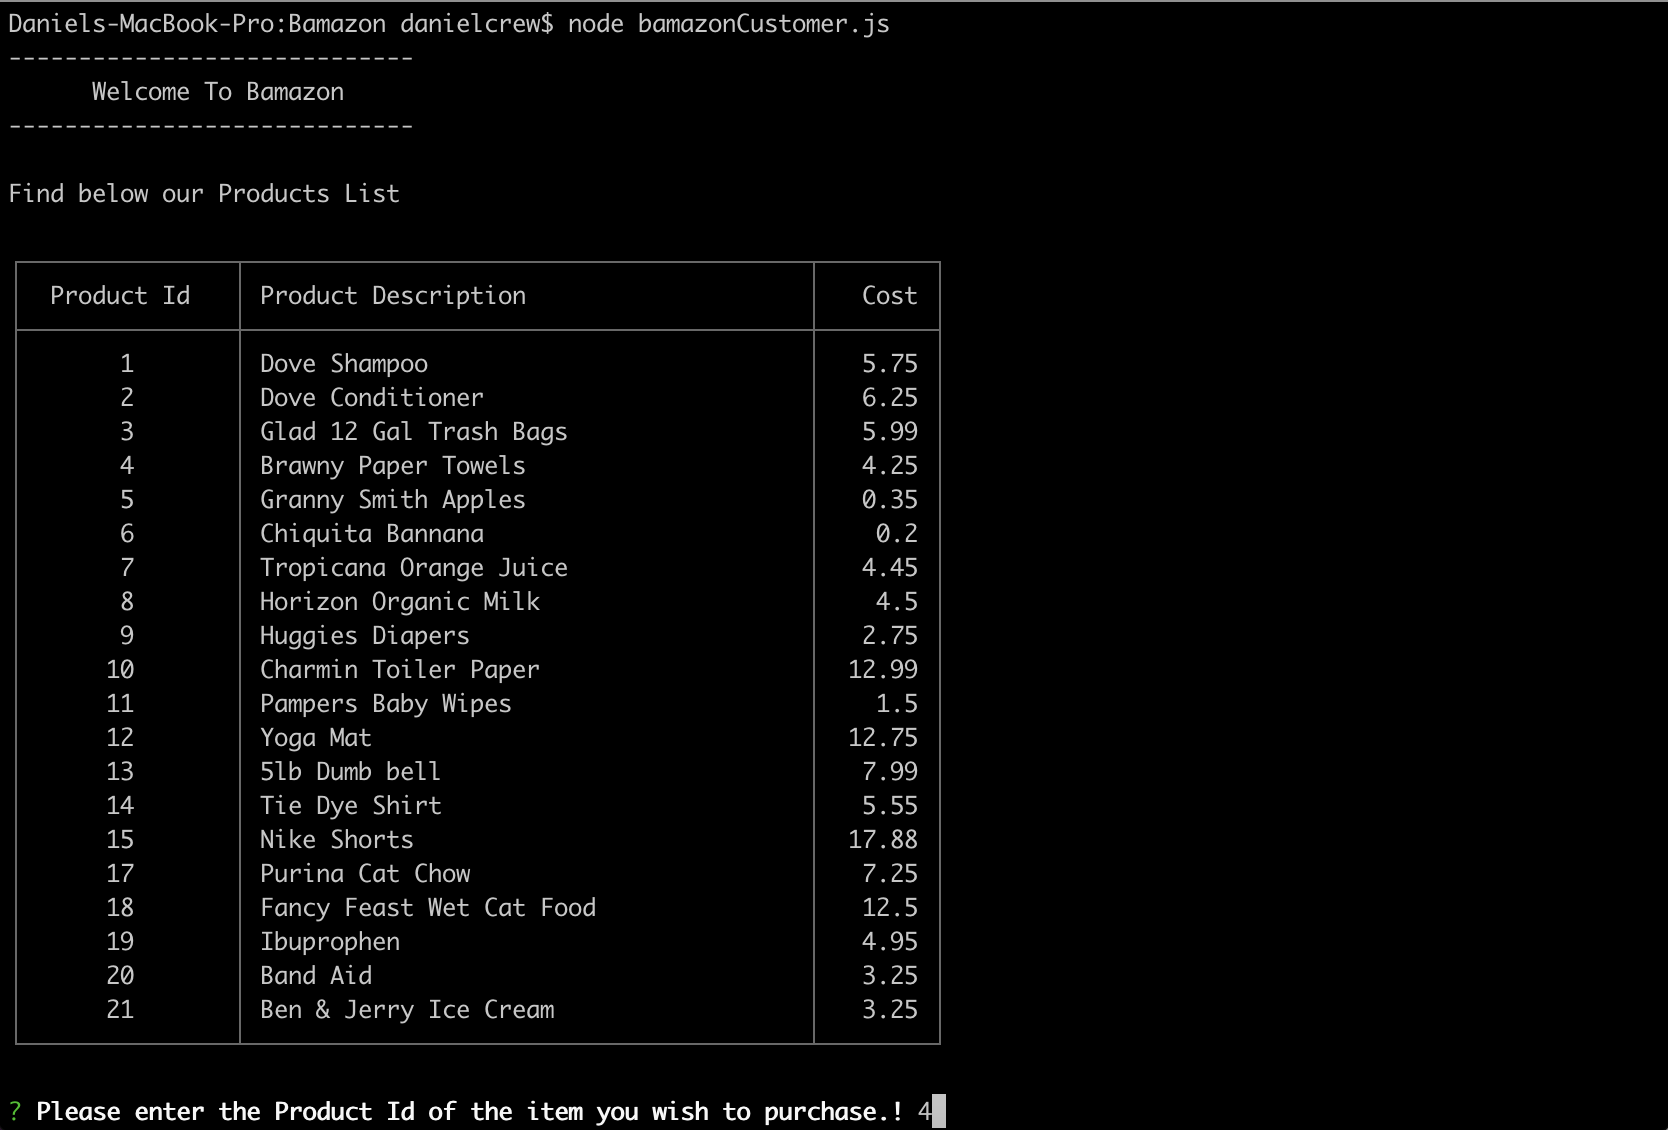 Daniels-MacBook-Pro:Bamazon danielcrew$ node bamazonCustomer.js
-----------------------------
Welcome To Bamazon
-----------------------------
Find below our Products List
Product Id Product Description Cost
1 Dove Shampoo 5.75
2 Dove Conditioner 6.25
3 Glad 12 Gal Trash Bags 5.99
4 Brawny Paper Towels 4.25
5 Granny Smith Apples 0.35
6 Chiquita Bannana 0.2
7 Tropicana Orange Juice 4.45
8 Horizon Organic Milk 4.5
9 Huggies Diapers 2.75
10 Charmin Toiler Paper 12.99
11 Pampers Baby Wipes 1.5
12 Yoga Mat 12.75
13 5lb Dumb bell 7.99
14 Tie Dye Shirt 5.55
15 Nike Shorts 17.88
17 Purina Cat Chow 7.25
18 Fancy Feast Wet Cat Food 12.5
19 Ibuprophen 4.95
20 Band Aid 3.25
21 Ben & Jerry Ice Cream 3.25
? Please enter the Product Id of the item you wish to purchase.! 4